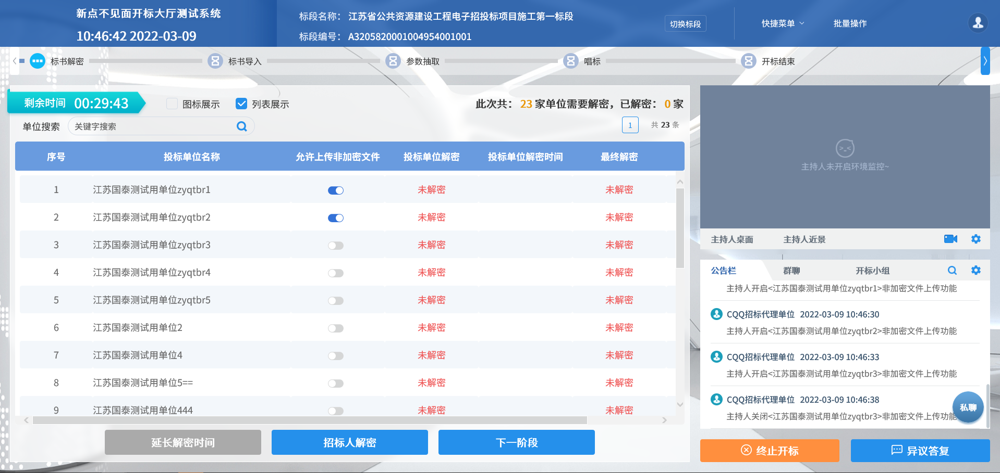 新点不见面开标大厅测试系统
10:46:42 2022-03-09
标段名称： 江苏省公共资源建设工程电子招投标项目施工第一标段
标段编号： A3205820001004954001001
切换标段
快捷菜单
批量操作
标书解密
标书导入
参数抽取
唱标
开标结束
剩余时间 00:29:43
图标展示
列表展示
此次共： 23 家单位需要解密，已解密： 0 家
单位搜索 关键字搜索
1 共 23 条
序号 投标单位名称 允许上传非加密文件 投标单位解密 投标单位解密时间 最终解密
1 江苏国泰测试用单位zyqtbr1 未解密 未解密
2 江苏国泰测试用单位zyqtbr2 未解密 未解密
3 江苏国泰测试用单位zyqtbr3 未解密 未解密
4 江苏国泰测试用单位zyqtbr4 未解密 未解密
5 江苏国泰测试用单位zyqtbr5 未解密 未解密
6 江苏国泰测试用单位2 未解密 未解密
7 江苏国泰测试用单位4 未解密 未解密
8 江苏国泰测试用单位5== 未解密 未解密
9 江苏国泰测试用单位444 未解密 未解密
延长解密时间
招标人解密
下一阶段
主持人未开启环境监控~
主持人桌面 主持人近景
公告栏 群聊 开标小组
主持人开启<江苏国泰测试用单位zyqtbr1>非加密文件上传功能
CQQ招标代理单位 2022-03-09 10:46:30
主持人开启<江苏国泰测试用单位zyqtbr2>非加密文件上传功能
CQQ招标代理单位 2022-03-09 10:46:33
主持人开启<江苏国泰测试用单位zyqtbr3>非加密文件上传功能
CQQ招标代理单位 2022-03-09 10:46:38
主持人关闭<江苏国泰测试用单位zyqtbr3>非加密文件上传功能
私聊
终止开标
异议答复